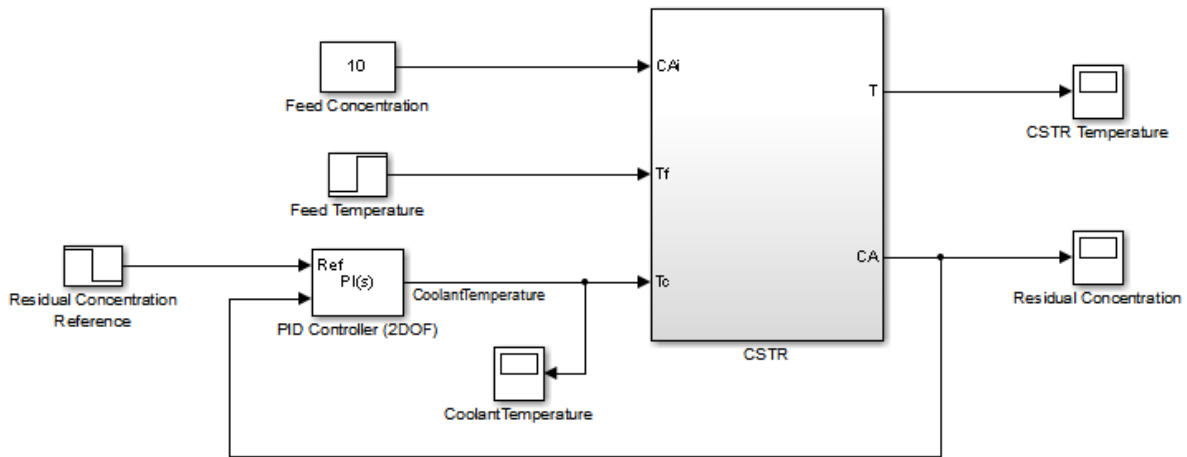 10
Feed Concentration
CAi
T
CSTR Temperature
Feed Temperature
Tf
Residual Concentration
Reference
Ref
PI(s)
PID Controller (2DOF)
CoolantTemperature
Tc
CA
Residual Concentration
CSTR
CoolantTemperature